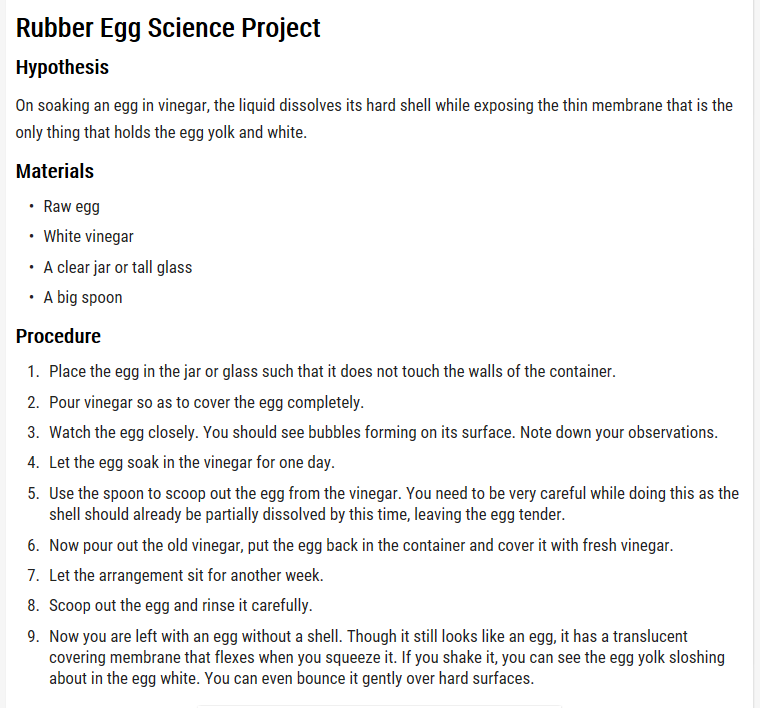 Rubber Egg Science Project
Hypothesis
On soaking an egg in vinegar, the liquid dissolves its hard shell while exposing the thin membrane that is the
only thing that holds the egg yolk and white.
Materials
• Raw egg
• White vinegar
• A clear jar or tall glass
• A big spoon
Procedure
1. Place the egg in the jar or glass such that it does not touch the walls of the container.
2. Pour vinegar so as to cover the egg completely.
3. Watch the egg closely. You should see bubbles forming on its surface. Note down your observations.
4. Let the egg soak in the vinegar for one day.
5. Use the spoon to scoop out the egg from the vinegar. You need to be very careful while doing this as the
shell should already be partially dissolved by this time, leaving the egg tender.
6. Now pour out the old vinegar, put the egg back in the container and cover it with fresh vinegar.
7. Let the arrangement sit for another week.
8. Scoop out the egg and rinse it carefully.
9. Now you are left with an egg without a shell. Though it still looks like an egg, it has a translucent
covering membrane that flexes when you squeeze it. If you shake it, you can see the egg yolk sloshing
about in the egg white. You can even bounce it gently over hard surfaces.